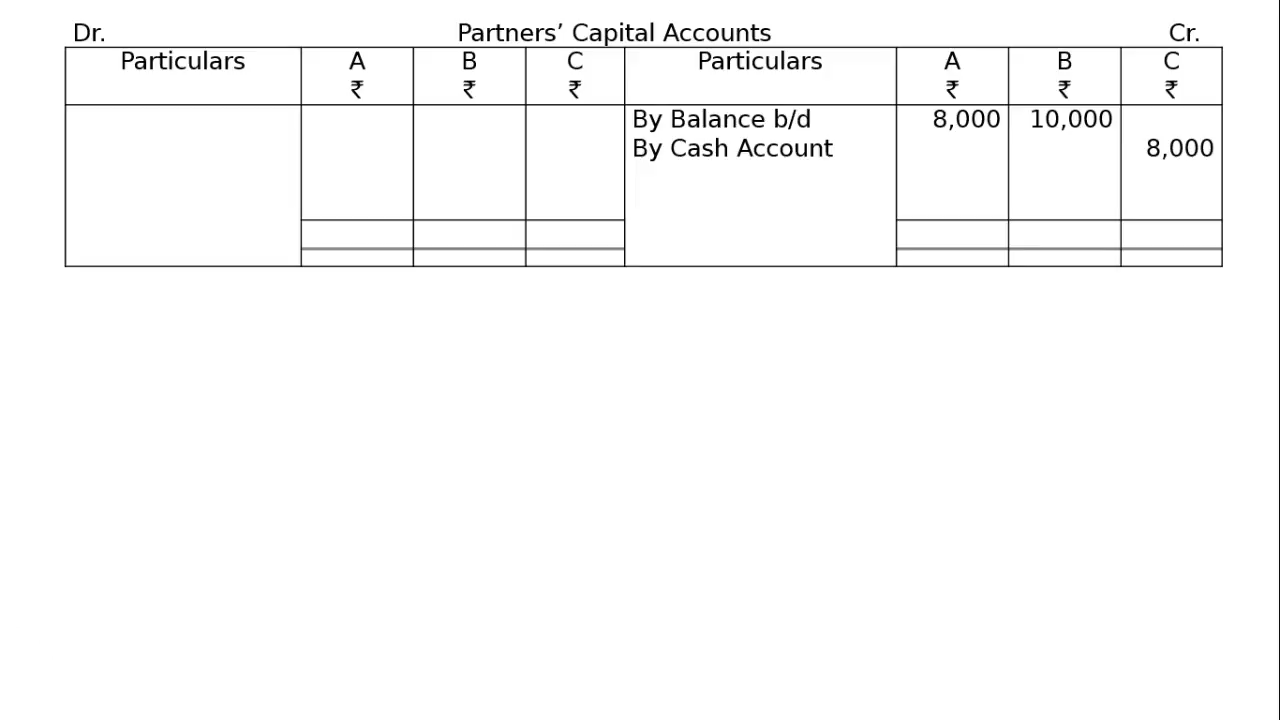 Dr. Partners’ Capital Accounts Cr.
Particulars A B C Particulars A B C
₹ ₹ ₹ ₹ ₹ ₹
By Balance b/d 8,000 10,000
By Cash Account 8,000